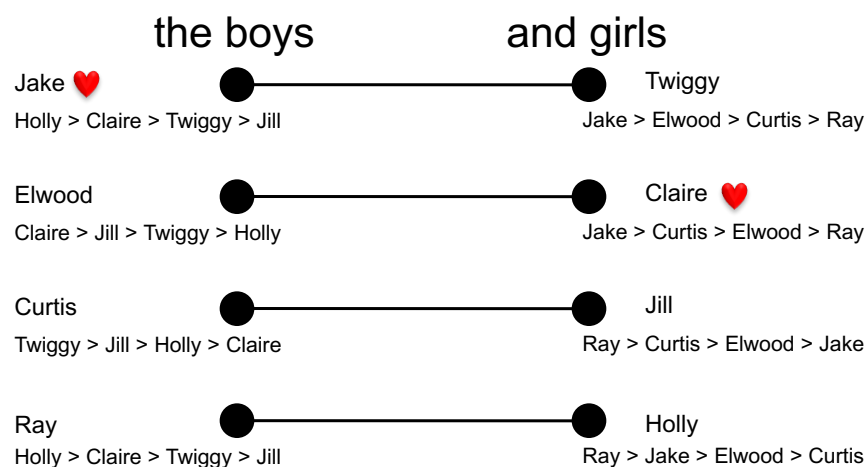 the boys and girls
Jake ❤️ Twiggy
Holly > Claire > Twiggy > Jill Jake > Elwood > Curtis > Ray
Elwood Claire ❤️
Claire > Jill > Twiggy > Holly Jake > Curtis > Elwood > Ray
Curtis Jill
Twiggy > Jill > Holly > Claire Ray > Curtis > Elwood > Jake
Ray Holly
Holly > Claire > Twiggy > Jill Ray > Jake > Elwood > Curtis